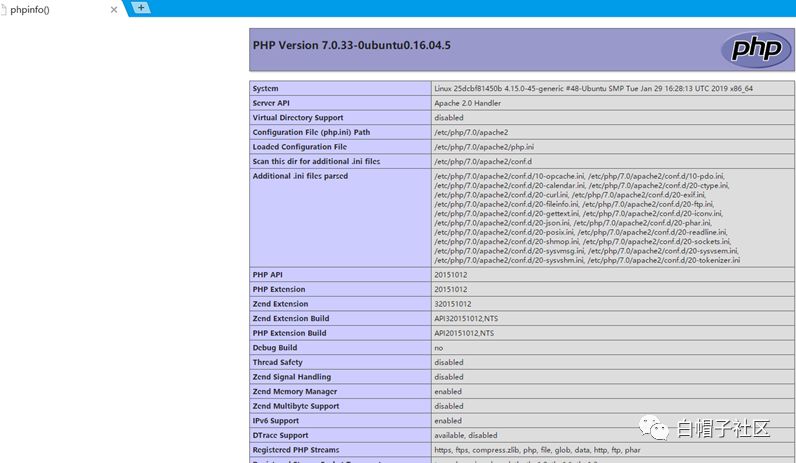 phpinfo()
PHP Version 7.0.33-0ubuntu0.16.04.5
php
System Linux 25dcbf81450b 4.15.0-45-generic #48-Ubuntu SMP Tue Jan 29 16:28:13 UTC 2019 x86_64
Server API Apache 2.0 Handler
Virtual Directory Support disabled
Configuration File (php.ini) Path /etc/php/7.0/apache2
Loaded Configuration File /etc/php/7.0/apache2/php.ini
Scan this dir for additional .ini files /etc/php/7.0/apache2/conf.d
Additional .ini files parsed /etc/php/7.0/apache2/conf.d/10-opcache.ini, /etc/php/7.0/apache2/conf.d/10-pdo.ini,
/etc/php/7.0/apache2/conf.d/20-calendar.ini, /etc/php/7.0/apache2/conf.d/20-ctype.ini,
/etc/php/7.0/apache2/conf.d/20-curl.ini, /etc/php/7.0/apache2/conf.d/20-exif.ini,
/etc/php/7.0/apache2/conf.d/20-fileinfo.ini, /etc/php/7.0/apache2/conf.d/20-ftp.ini,
/etc/php/7.0/apache2/conf.d/20-gettext.ini, /etc/php/7.0/apache2/conf.d/20-iconv.ini,
/etc/php/7.0/apache2/conf.d/20-json.ini, /etc/php/7.0/apache2/conf.d/20-phar.ini,
/etc/php/7.0/apache2/conf.d/20-posix.ini, /etc/php/7.0/apache2/conf.d/20-readline.ini,
/etc/php/7.0/apache2/conf.d/20-shmop.ini, /etc/php/7.0/apache2/conf.d/20-sockets.ini,
/etc/php/7.0/apache2/conf.d/20-sysvmsg.ini, /etc/php/7.0/apache2/conf.d/20-sysvsem.ini,
/etc/php/7.0/apache2/conf.d/20-sysvshm.ini, /etc/php/7.0/apache2/conf.d/20-tokenizer.ini
PHP API 20151012
PHP Extension 20151012
Zend Extension 320151012
Zend Extension Build API320151012,NTS
PHP Extension Build API20151012,NTS
Debug Build no
Thread Safety disabled
Zend Signal Handling disabled
Zend Memory Manager enabled
Zend Multibyte Support disabled
IPv6 Support enabled
DTrace Support available, disabled
Registered PHP Streams https, ftps, compress.zlib, php, file, glob, data, http, ftp, phar
白帽子社区